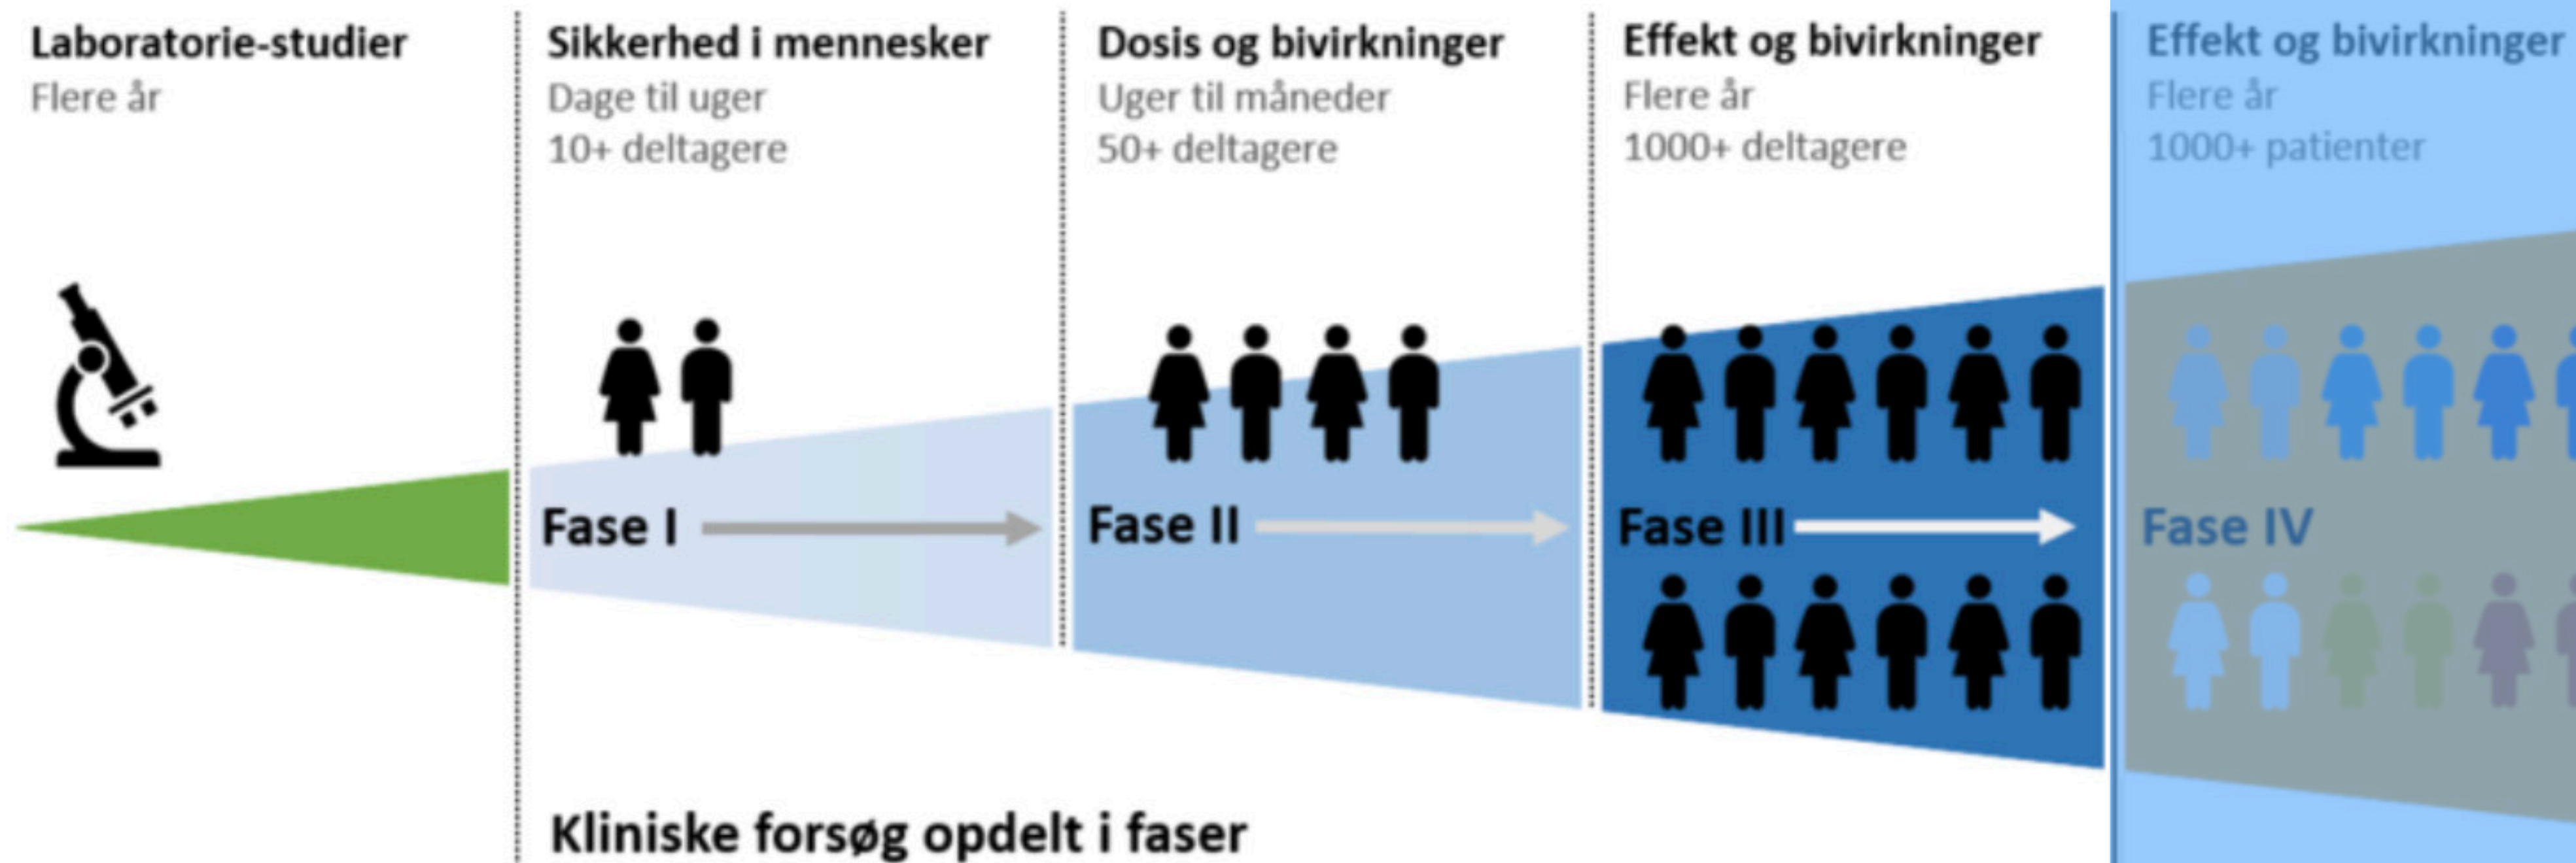 Laboratorie-studier
Flere år
Sikkerhed i mennesker
Dage til uger
10+ deltagere
Dosis og bivirkninger
Uger til måneder
50+ deltagere
Effekt og bivirkninger
Flere år
1000+ deltagere
Effekt og bivirkninger
Flere år
1000+ patienter
Fase I
Fase II
Fase III
Fase IV
Kliniske forsøg opdelt i faser